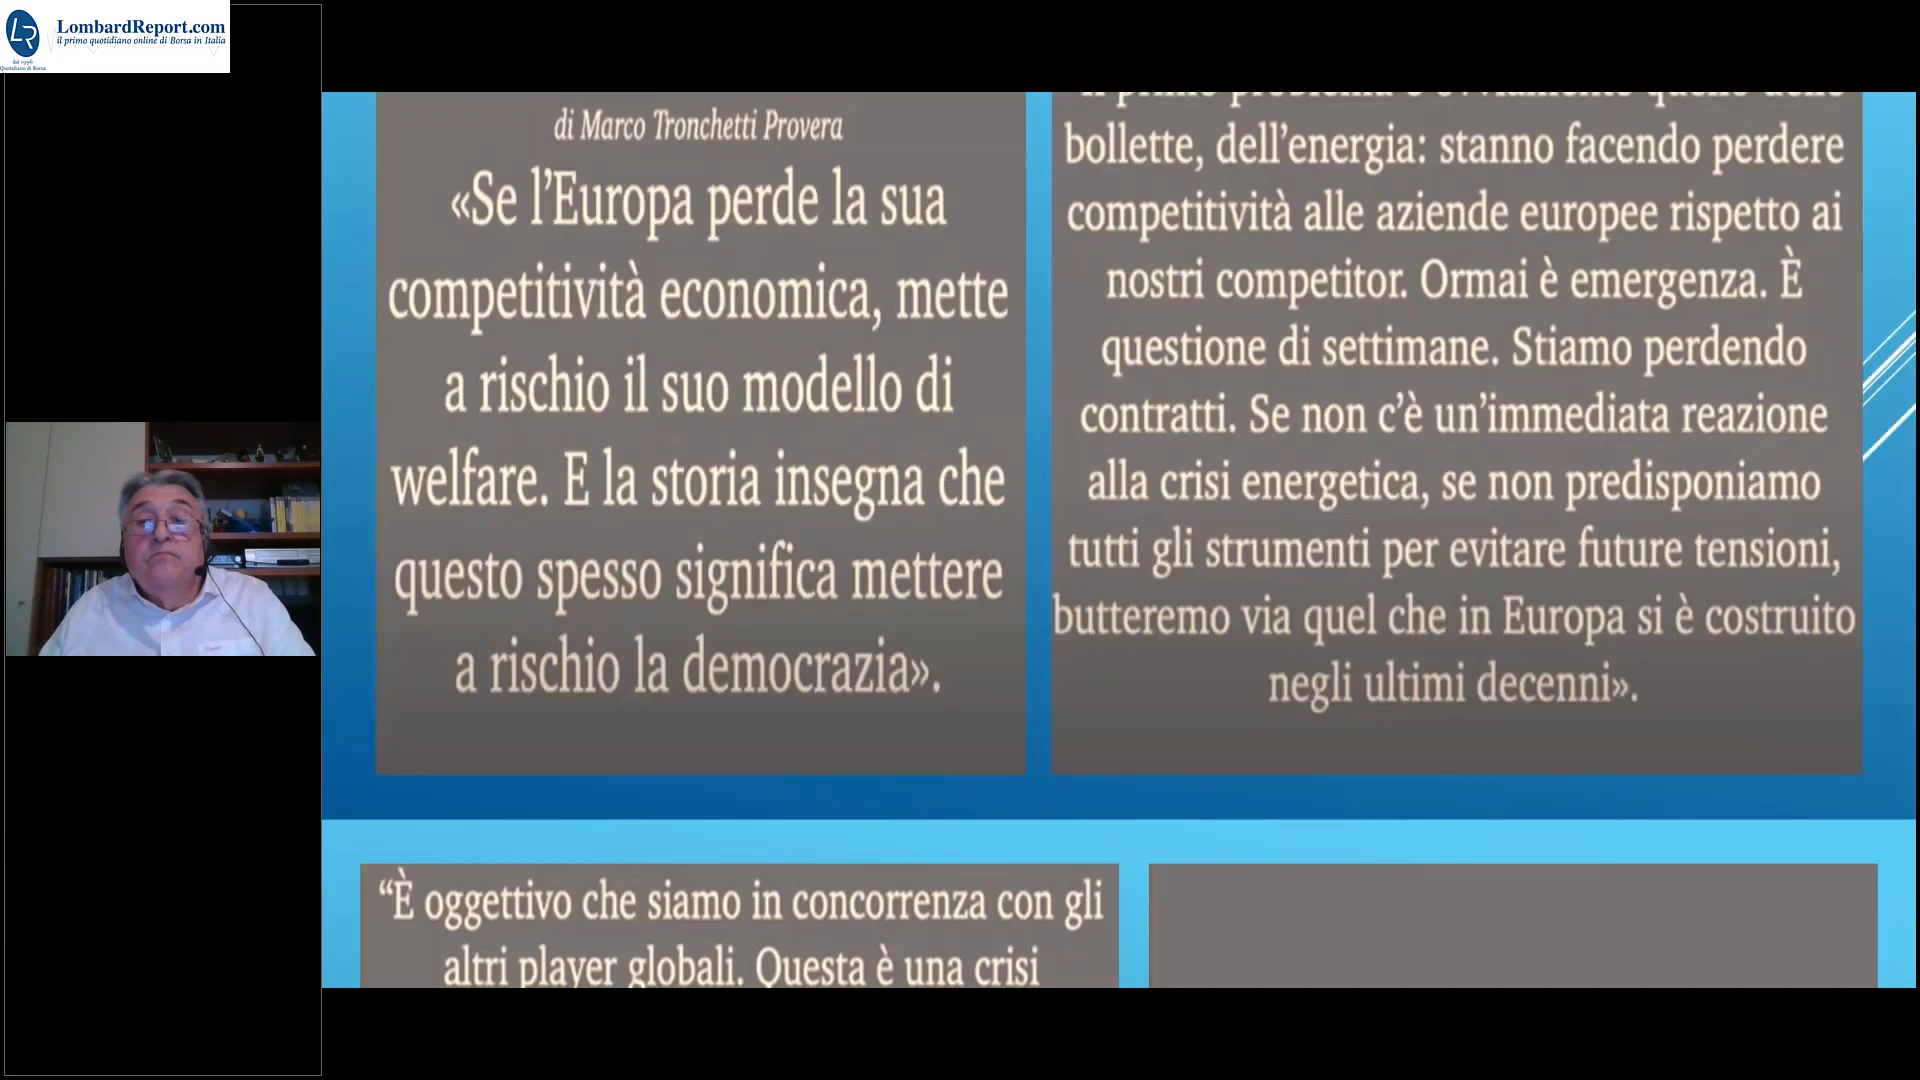 LombardReport.com
il primo quotidiano online di Borsa in Italia
dal 1996
Quotidiano di Borsa
di Marco Tronchetti Provera
«Se l’Europa perde la sua
competitività economica, mette
a rischio il suo modello di
welfare. E la storia insegna che
questo spesso significa mettere
a rischio la democrazia».
bollette, dell’energia: stanno facendo perdere
competitività alle aziende europee rispetto ai
nostri competitor. Ormai è emergenza. È
questione di settimane. Stiamo perdendo
contratti. Se non c’è un’immediata reazione
alla crisi energetica, se non predisponiamo
tutti gli strumenti per evitare future tensioni,
butteremo via quel che in Europa si è costruito
negli ultimi decenni».
“È oggettivo che siamo in concorrenza con gli
altri player globali. Questa è una crisi